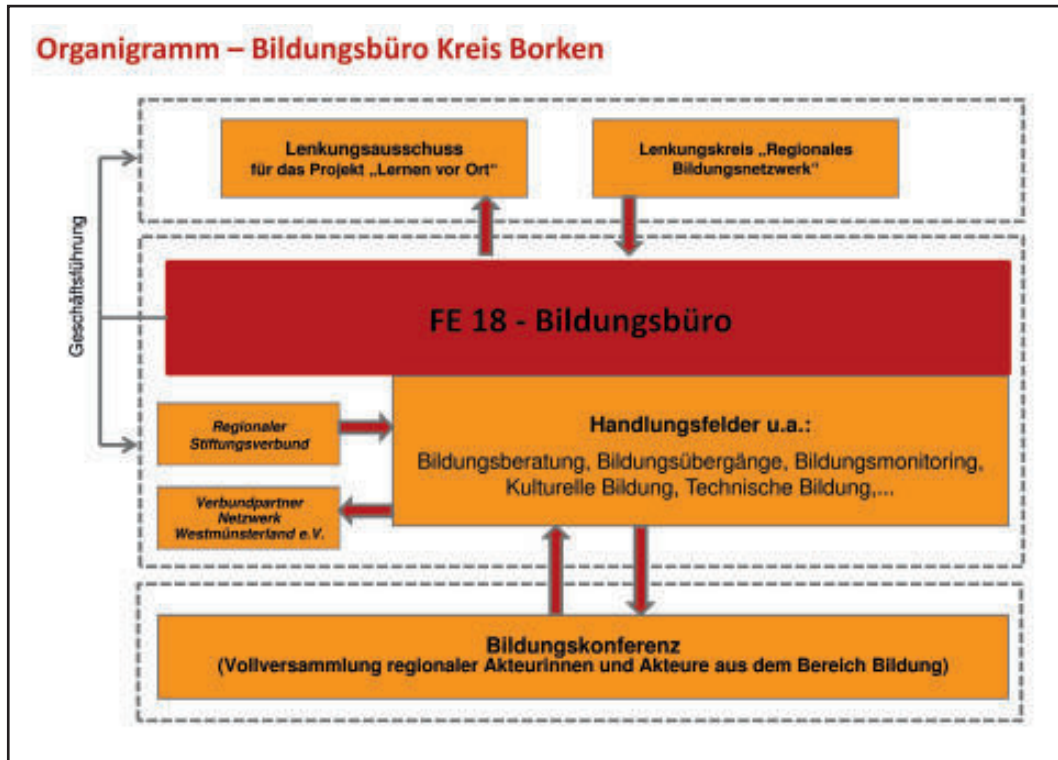 Organigramm – Bildungsbüro Kreis Borken
Lenkungsausschuss
für das Projekt „Lernen vor Ort“
Lenkungskreis „Regionales
Bildungsnetzwerk“
Geschäftsführung
FE 18 - Bildungsbüro
Regionaler
Stiftungsverbund
Verbundpartner
Netzwerk
Westmünsterland e.V.
Handlungsfelder u.a.:
Bildungsberatung, Bildungsübergänge, Bildungsmonitoring,
Kulturelle Bildung, Technische Bildung,...
Bildungskonferenz
(Vollversammlung regionaler Akteurinnen und Akteure aus dem Bereich Bildung)